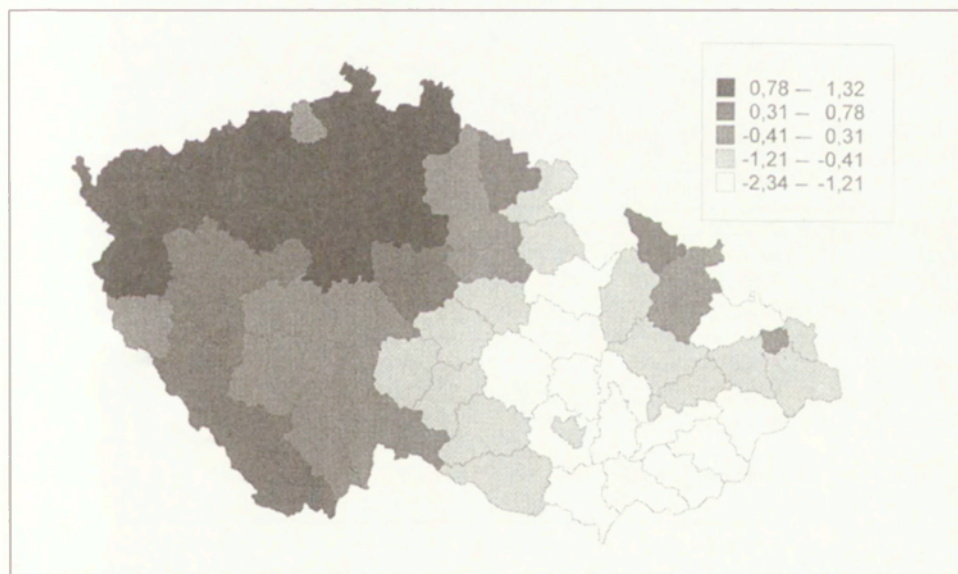 0,78 — 1,32
0,31 — 0,78
-0,41 — 0,31
-1,21 — -0,41
-2,34 — -1,21